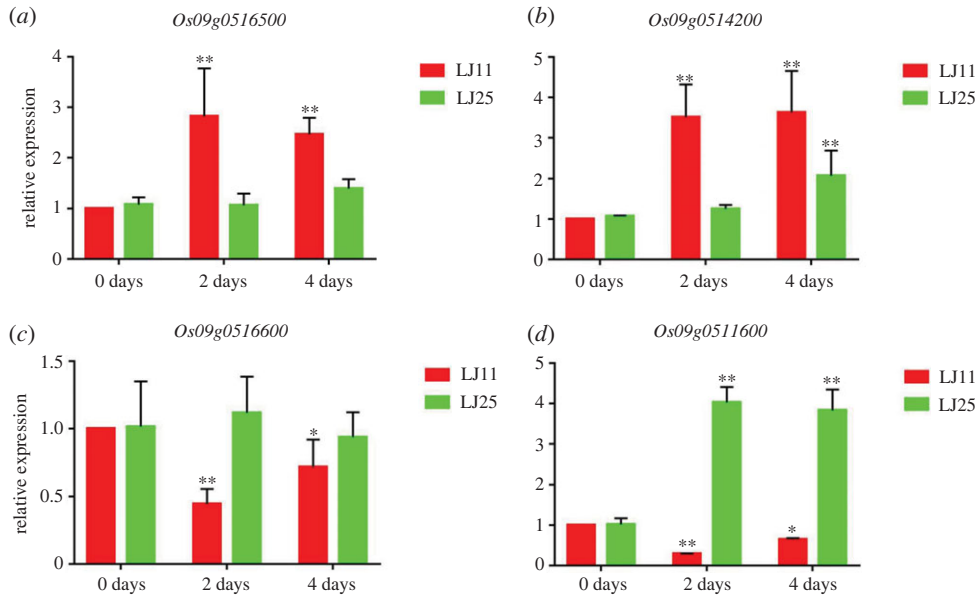 (a)
Os09g0516500
4
3
2
1
0
relative expression
**
**
0 days
2 days
4 days
LJ11
LJ25
(b)
Os09g0514200
5
4
3
2
1
0
**
**
**
0 days
2 days
4 days
LJ11
LJ25
(c)
Os09g0516600
1.5
1.0
0.5
0
relative expression
**
*
0 days
2 days
4 days
LJ11
LJ25
(d)
Os09g0511600
5
4
3
2
1
0
**
**
**
*
0 days
2 days
4 days
LJ11
LJ25